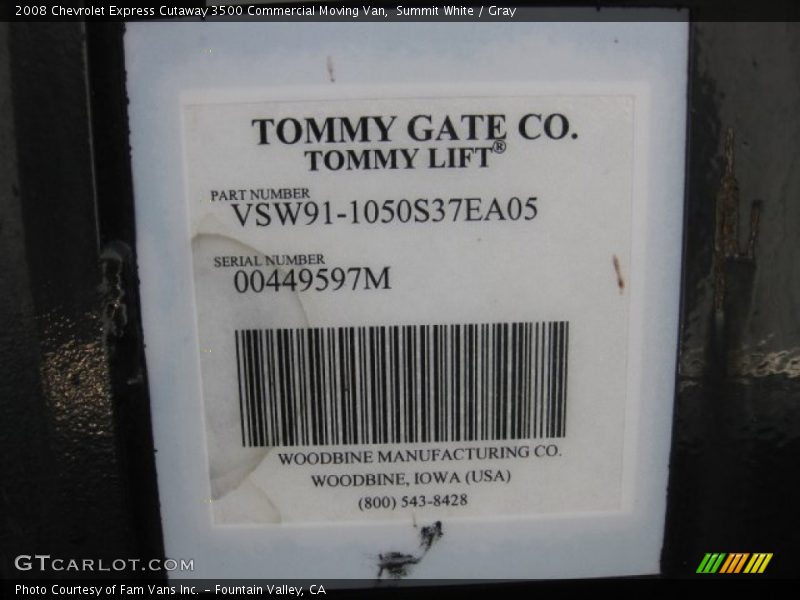 2008 Chevrolet Express Cutaway 3500 Commercial Moving Van, Summit White / Gray
TOMMY GATE CO.
TOMMY LIFT®
PART NUMBER
VSW91-1050S37EA05
SERIAL NUMBER
00449597M
WOODBINE MANUFACTURING CO.
WOODBINE, IOWA (USA)
(800) 543-8428
GTCARLOT.COM
Photo Courtesy of Fam Vans Inc. – Fountain Valley, CA